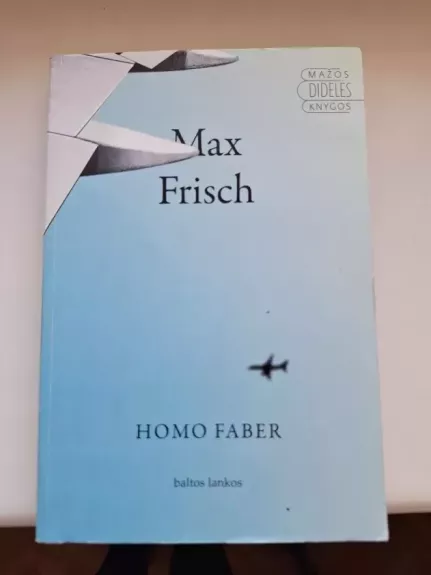 MAŽOS
DIDELĖS
KNYGOS
Max
Frisch
HOMO FABER
baltos lankos